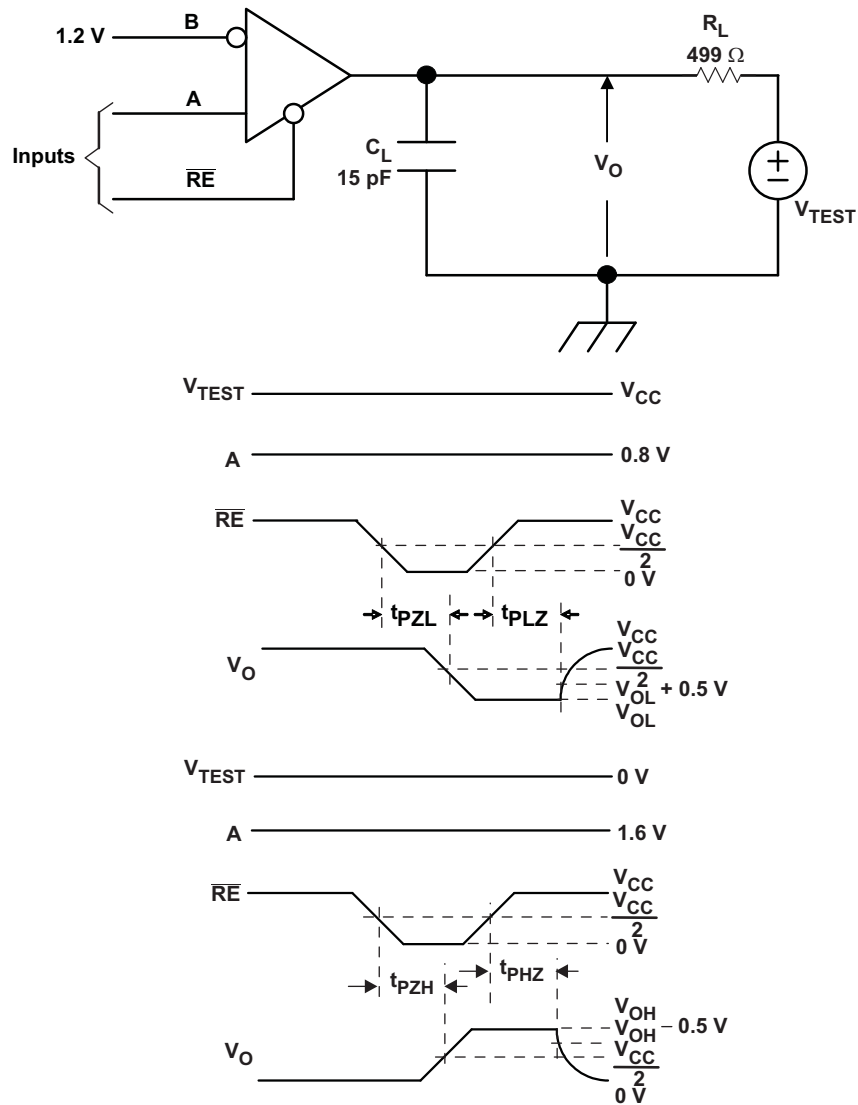 B
1.2 V
A
Inputs
RE
C_L
15 pF
V_O
R_L
499 Ω
V_TEST
V_TEST
V_CC
A
0.8 V
RE
V_CC
V_CC
2
0 V
t_PZL
t_PLZ
V_O
V_CC
V_CC
2
V_OL + 0.5 V
V_OL
V_TEST
0 V
A
1.6 V
RE
V_CC
V_CC
2
0 V
t_PZH
t_PHZ
V_O
V_OH
V_OH – 0.5 V
V_CC
2
0 V